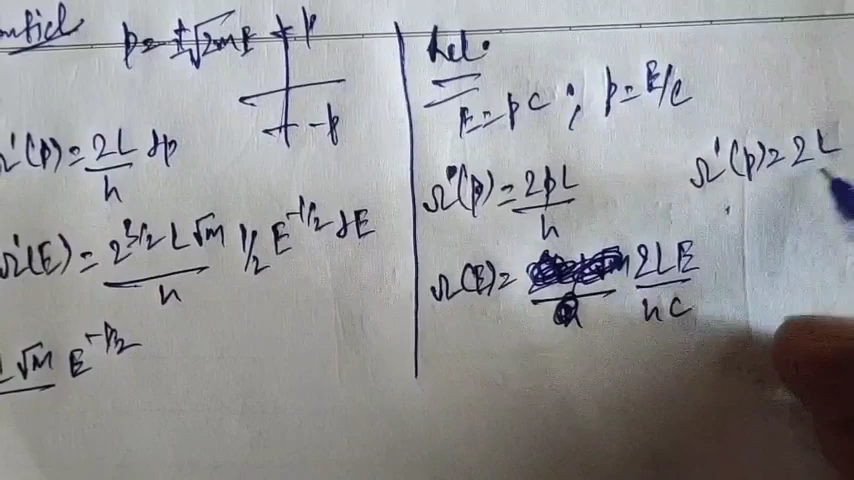 p = ±√2mE +p
-p
Ω'(p) = 2L/h dp
Ω'(E) = 2^3/2 L√m/h 1/2 E^-1/2 dE
L√m E^-1/2
Rel.
E = pc ; p = E/c
Ω(p) = 2pL/h
Ω'(p) = 2L
Ω(E) = 2LE/hc